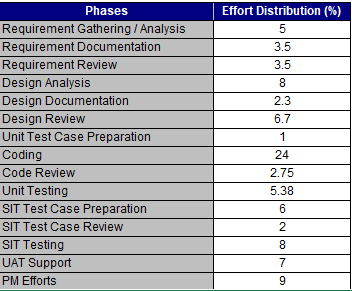 Phases Effort Distribution (%)
Requirement Gathering / Analysis 5
Requirement Documentation 3.5
Requirement Review 3.5
Design Analysis 8
Design Documentation 2.3
Design Review 6.7
Unit Test Case Preparation 1
Coding 24
Code Review 2.75
Unit Testing 5.38
SIT Test Case Preparation 6
SIT Test Case Review 2
SIT Testing 8
UAT Support 7
PM Efforts 9